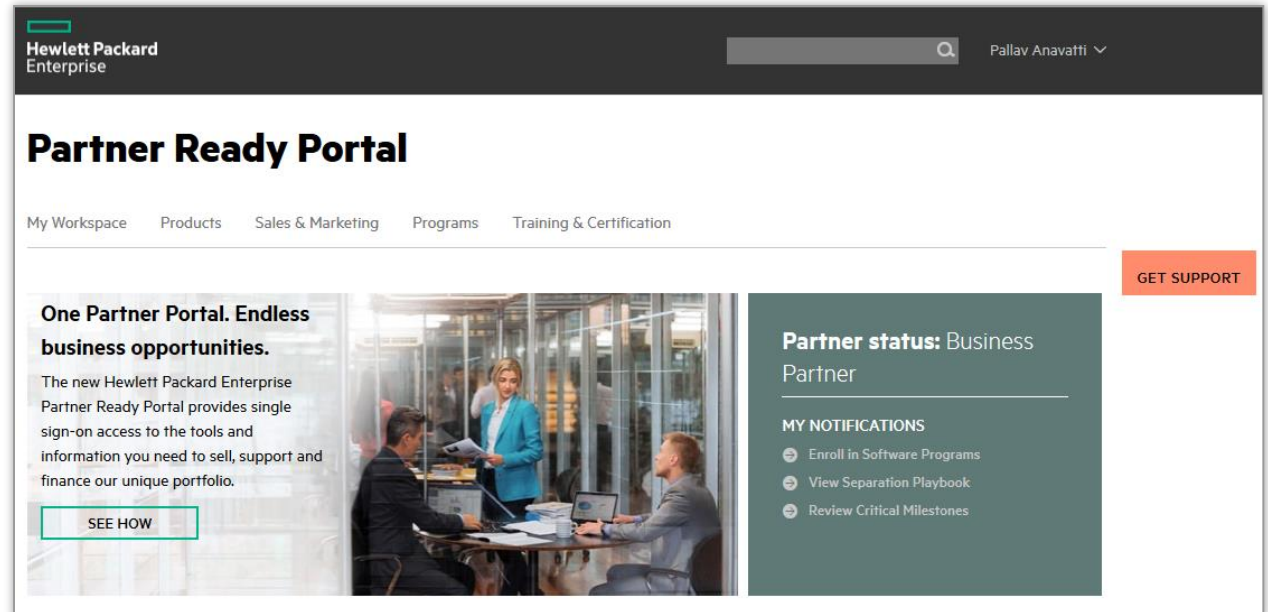 Hewlett Packard
Enterprise
Pallav Anavatti
Partner Ready Portal
My Workspace Products Sales & Marketing Programs Training & Certification
GET SUPPORT
One Partner Portal. Endless
business opportunities.
The new Hewlett Packard Enterprise
Partner Ready Portal provides single
sign-on access to the tools and
information you need to sell, support and
finance our unique portfolio.
SEE HOW
Partner status: Business
Partner
MY NOTIFICATIONS
Enroll in Software Programs
View Separation Playbook
Review Critical Milestones